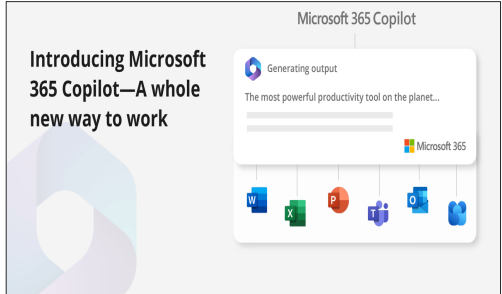 Introducing Microsoft
365 Copilot—A whole
new way to work
Microsoft 365 Copilot
Generating output
The most powerful productivity tool on the planet...
Microsoft 365
W
X
P
T
O